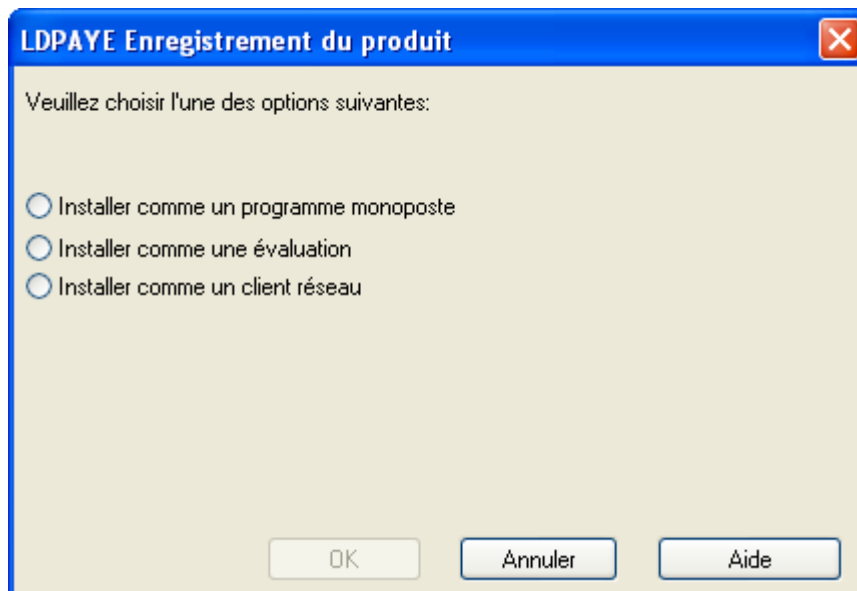 LDPAYE Enregistrement du produit
Veuillez choisir l'une des options suivantes:
Installer comme un programme monoposte
Installer comme une évaluation
Installer comme un client réseau
OK Annuler Aide